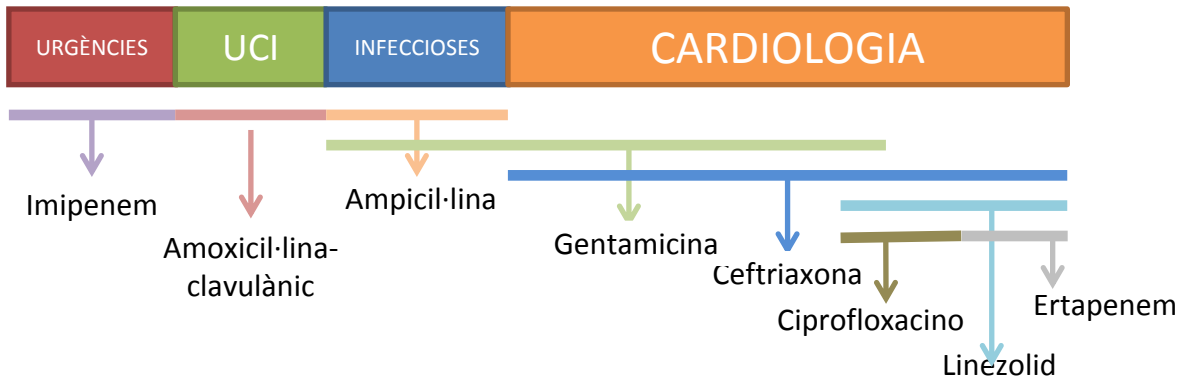 URGÈNCIES
UCI
INFECCIOSES
CARDIOLOGIA
Imipenem
Amoxicil·lina-
clavulànic
Ampicil·lina
Gentamicina
Ceftriaxona
Ciprofloxacino
Linezolid
Ertapenem